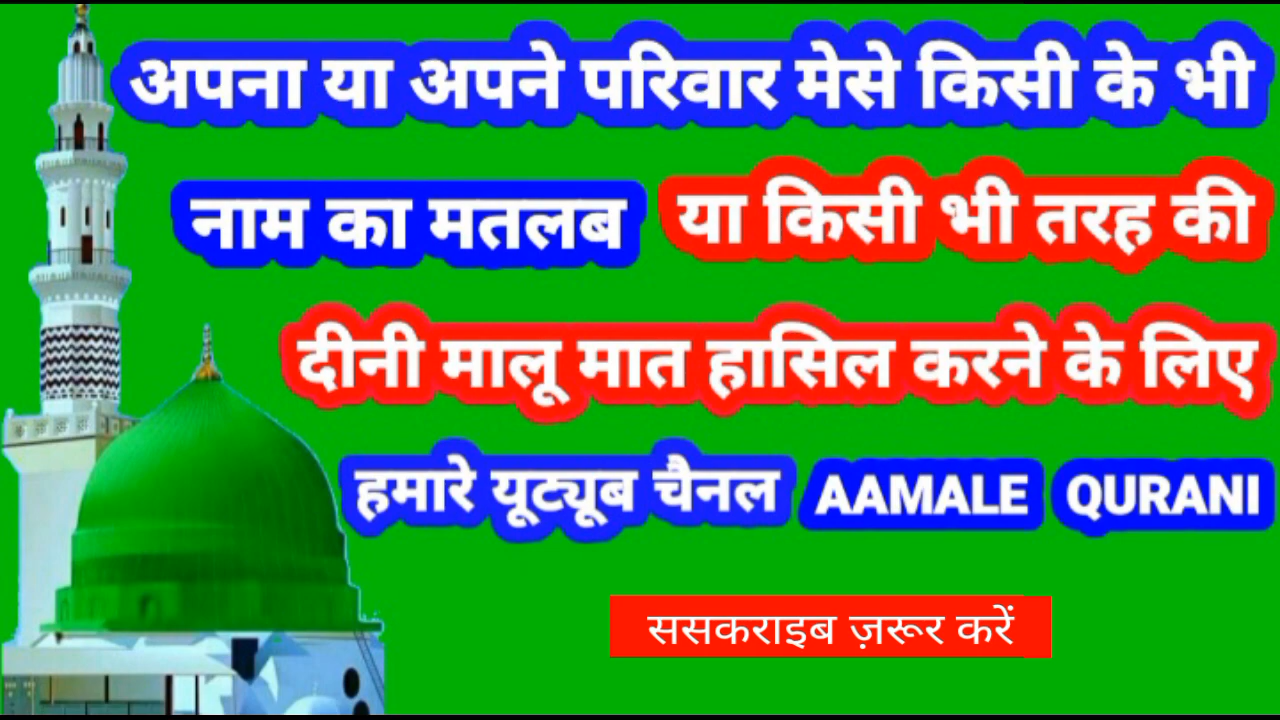 अपना या अपने परिवार मेसे किसी के भी
नाम का मतलब या किसी भी तरह की
दीनी मालू मात हासिल करने के लिए
हमारे यूट्यूब चैनल AAMALE QURANI
ससकराइब ज़रूर करें